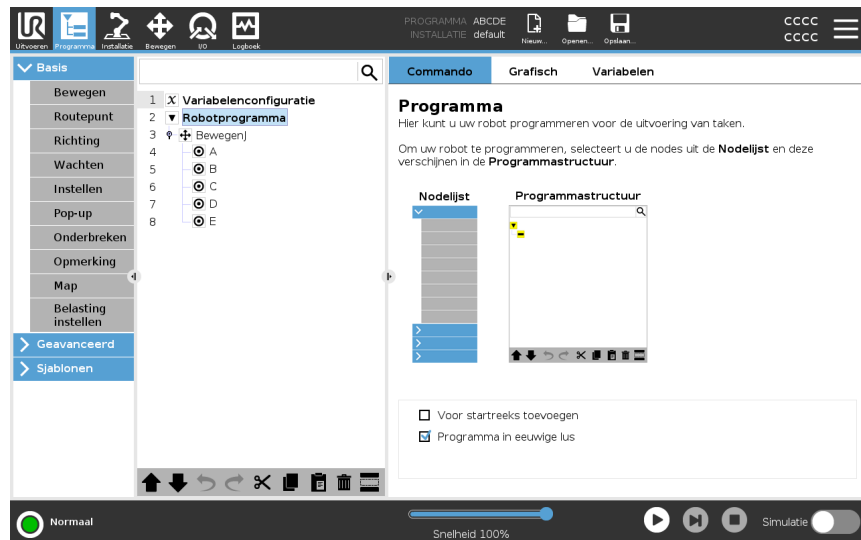 PROGRAMMA ABCDE
INSTALLATIE default
CCCC
CCCC
UR
Uitvoeren
Programma
Installatie
Bewegen
I/O
Logboek
Nieuw...
Openen...
Opslaan...
Basis
Bewegen
Routepunt
Richting
Wachten
Instellen
Pop-up
Onderbreken
Opmerking
Map
Belasting
instellen
Geavanceerd
Sjablonen
1 X Variabelenconfiguratie
2 Robotprogramma
3 BewegenJ
4 A
5 B
6 C
7 D
8 E
Commando
Grafisch
Variabelen
Programma
Hier kunt u uw robot programmeren voor de uitvoering van taken.
Om uw robot te programmeren, selecteert u de nodes uit de Nodelijst en deze
verschijnen in de Programmastructuur.
Nodelijst
Programmastructuur
Voor startreeks toevoegen
Programma in eeuwige lus
Normaal
Snelheid 100%
Simulatie